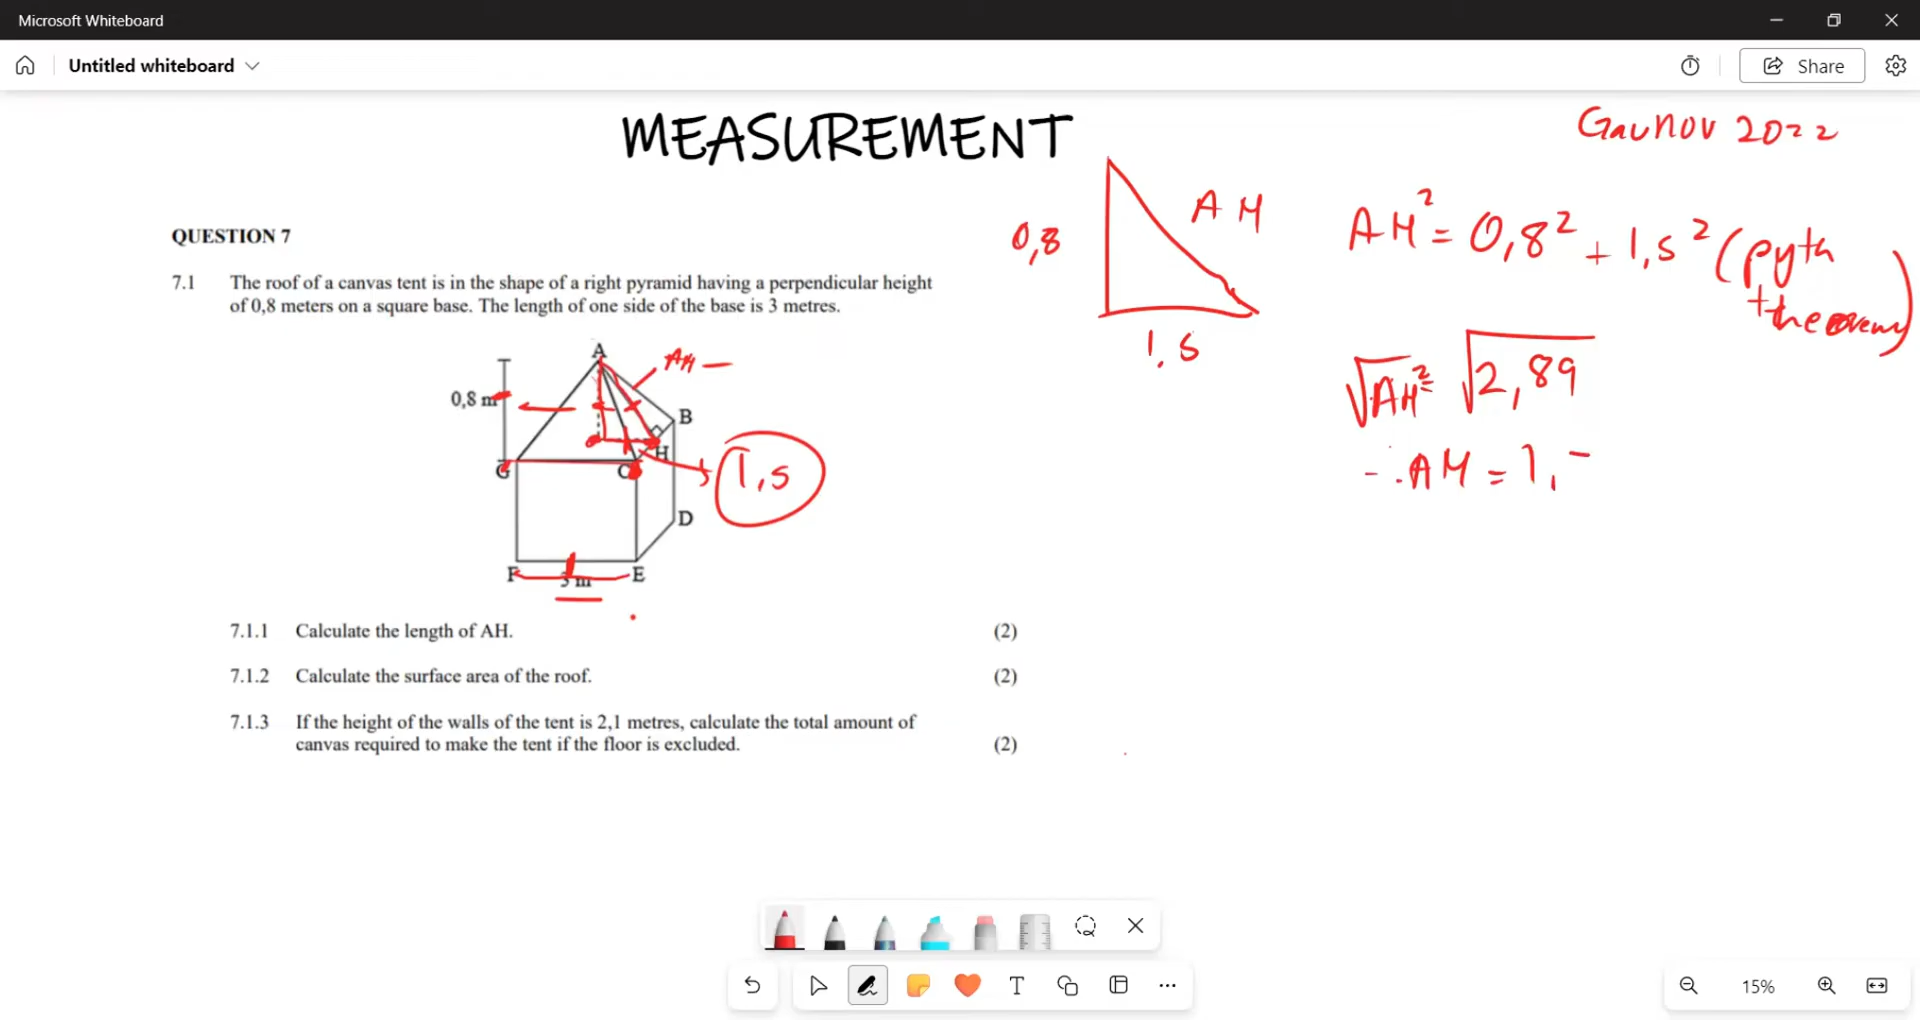 Microsoft Whiteboard
Untitled whiteboard
Share
MEASUREMENT
Gaunov 2022
QUESTION 7
7.1 The roof of a canvas tent is in the shape of a right pyramid having a perpendicular height
of 0,8 meters on a square base. The length of one side of the base is 3 metres.
A
AH
0,8 m
B
H
G
C
1,5
D
F
3 m
E
0,8
AH
1,5
AH² = 0,8² + 1,5² (pyth
theoremy)
√AH² = √2,89
∴ AH = 1,
7.1.1 Calculate the length of AH. (2)
7.1.2 Calculate the surface area of the roof. (2)
7.1.3 If the height of the walls of the tent is 2,1 metres, calculate the total amount of
canvas required to make the tent if the floor is excluded. (2)
15%